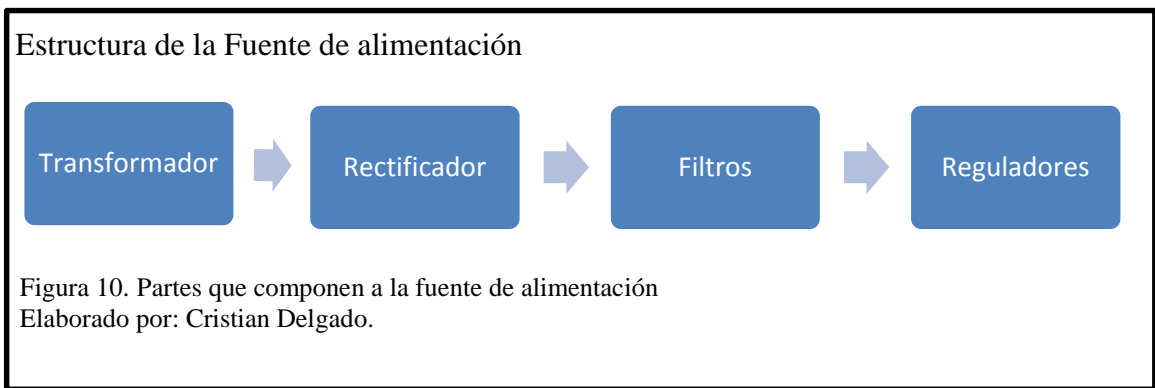 Estructura de la Fuente de alimentación
Transformador
Rectificador
Filtros
Reguladores
Figura 10. Partes que componen a la fuente de alimentación
Elaborado por: Cristian Delgado.